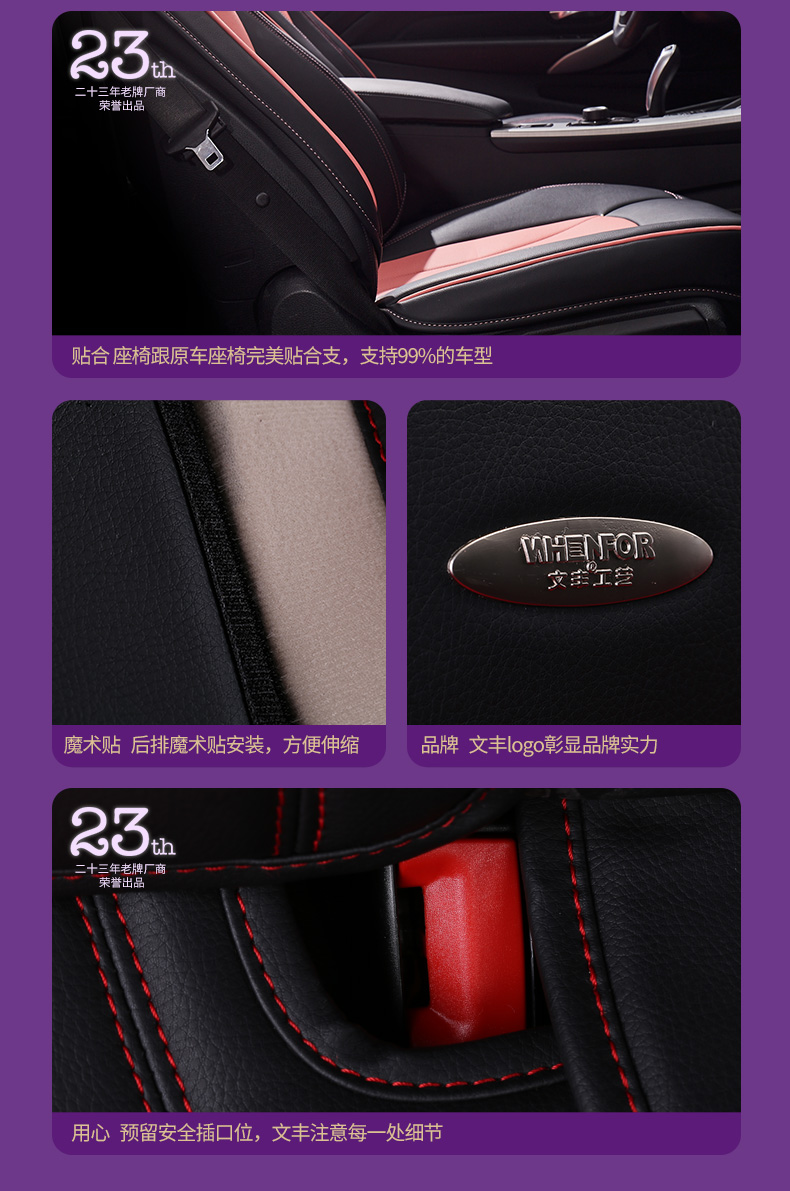 23th
二十三年老牌厂商
荣誉出品
贴合 座椅跟原车座椅完美贴合支，支持99%的车型
WHENFOR
®
文丰工艺
魔术贴 后排魔术贴安装，方便伸缩
品牌 文丰logo彰显品牌实力
23th
二十三年老牌厂商
荣誉出品
用心 预留安全插口位，文丰注意每一处细节